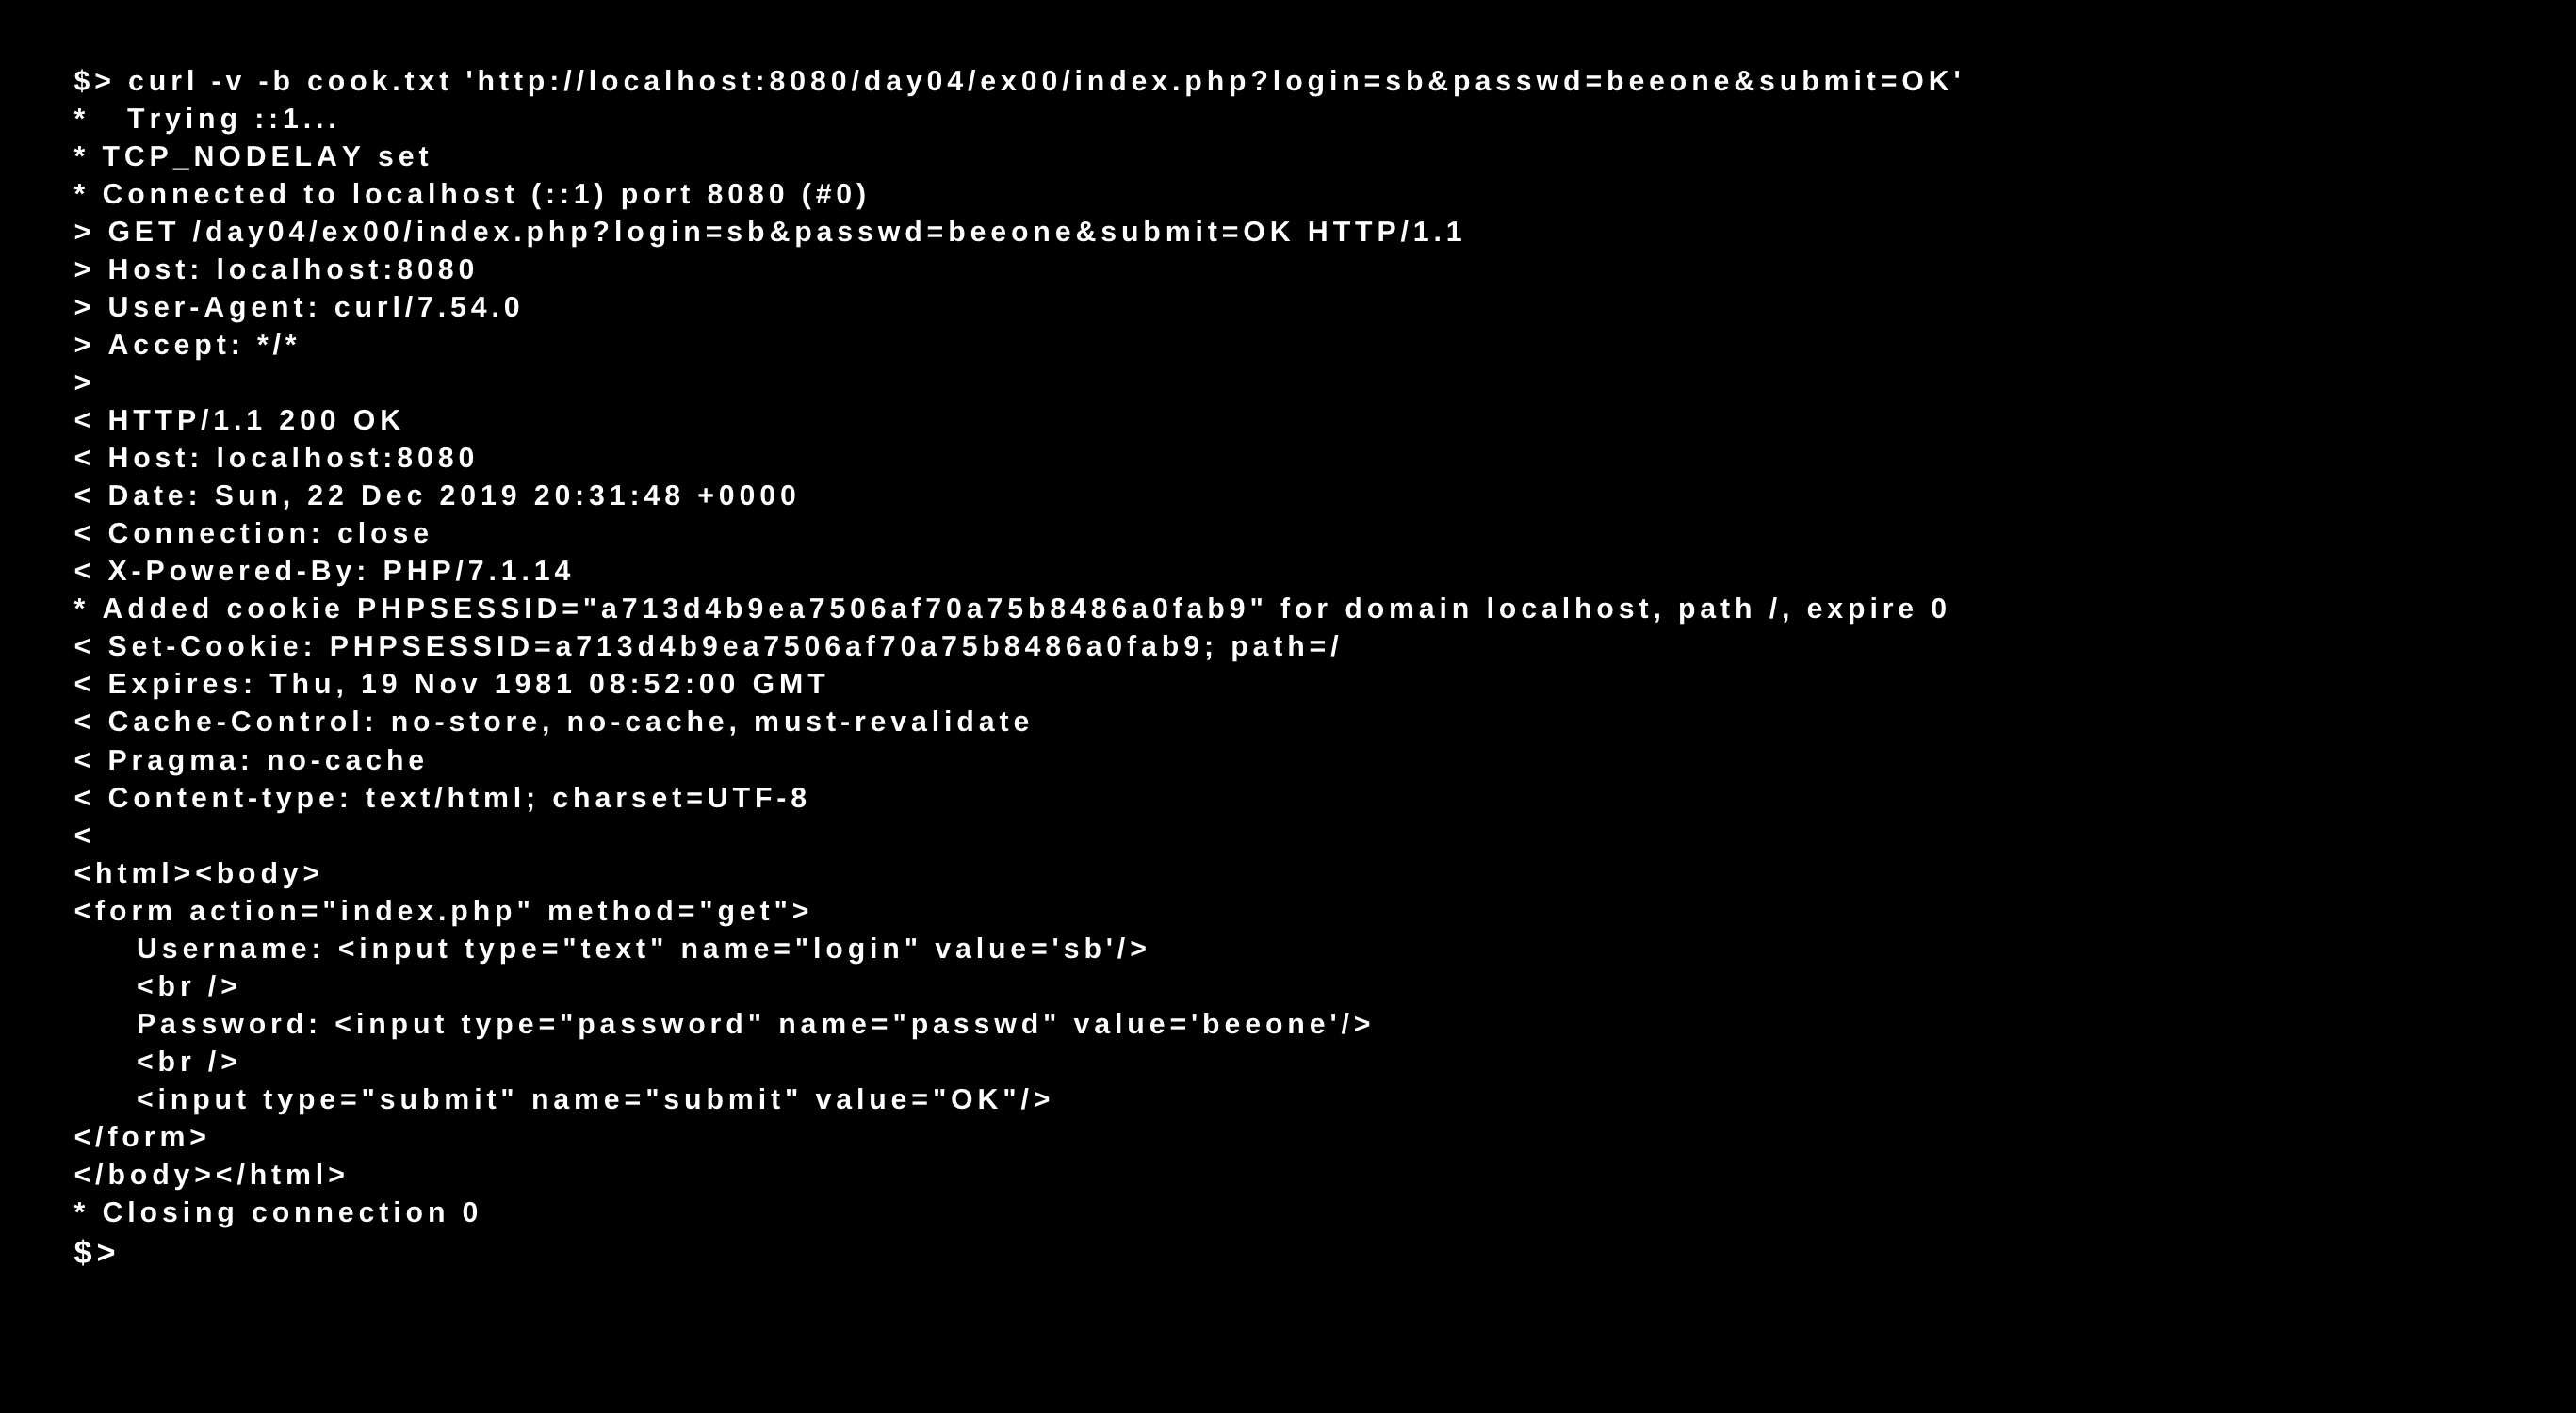 $> curl -v -b cook.txt 'http://localhost:8080/day04/ex00/index.php?login=sb&passwd=beeone&submit=OK'
*   Trying ::1...
* TCP_NODELAY set
* Connected to localhost (::1) port 8080 (#0)
> GET /day04/ex00/index.php?login=sb&passwd=beeone&submit=OK HTTP/1.1
> Host: localhost:8080
> User-Agent: curl/7.54.0
> Accept: */*
>
< HTTP/1.1 200 OK
< Host: localhost:8080
< Date: Sun, 22 Dec 2019 20:31:48 +0000
< Connection: close
< X-Powered-By: PHP/7.1.14
* Added cookie PHPSESSID="a713d4b9ea7506af70a75b8486a0fab9" for domain localhost, path /, expire 0
< Set-Cookie: PHPSESSID=a713d4b9ea7506af70a75b8486a0fab9; path=/
< Expires: Thu, 19 Nov 1981 08:52:00 GMT
< Cache-Control: no-store, no-cache, must-revalidate
< Pragma: no-cache
< Content-type: text/html; charset=UTF-8
<
<html><body>
<form action="index.php" method="get">
    Username: <input type="text" name="login" value='sb'/>
    <br />
    Password: <input type="password" name="passwd" value='beeone'/>
    <br />
    <input type="submit" name="submit" value="OK"/>
</form>
</body></html>
* Closing connection 0
$>